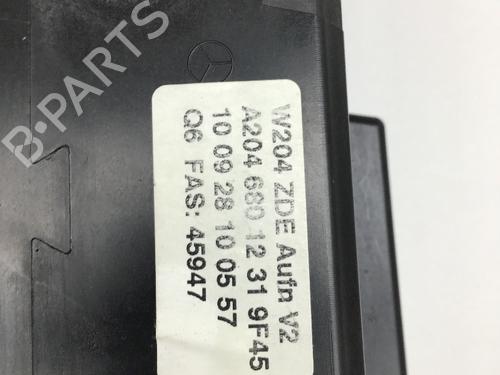 W204 ZDE Aufn V2
A204 680 12 31 9F45
10 09 28 10 05 57
Q6 FAS: 45947
B-PARTS